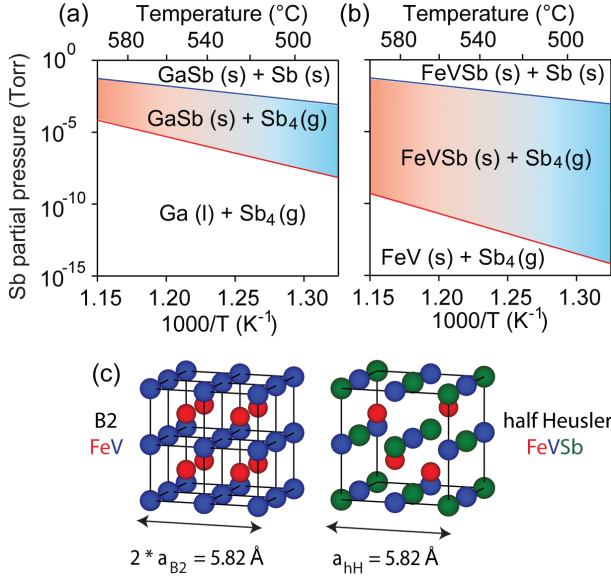 (a)
Temperature (°C)
580 540 500
Sb partial pressure (Torr)
10^0
10^-5
10^-10
10^-15
GaSb (s) + Sb (s)
GaSb (s) + Sb₄(g)
Ga (l) + Sb₄(g)
1.15 1.20 1.25 1.30
1000/T (K⁻¹)
(b)
Temperature (°C)
580 540 500
FeVSb (s) + Sb (s)
FeVSb (s) + Sb₄(g)
FeV (s) + Sb₄(g)
1.15 1.20 1.25 1.30
1000/T (K⁻¹)
(c)
B2
FeV
2 * a_B2 = 5.82 Å
half Heusler
FeVSb
a_hH = 5.82 Å